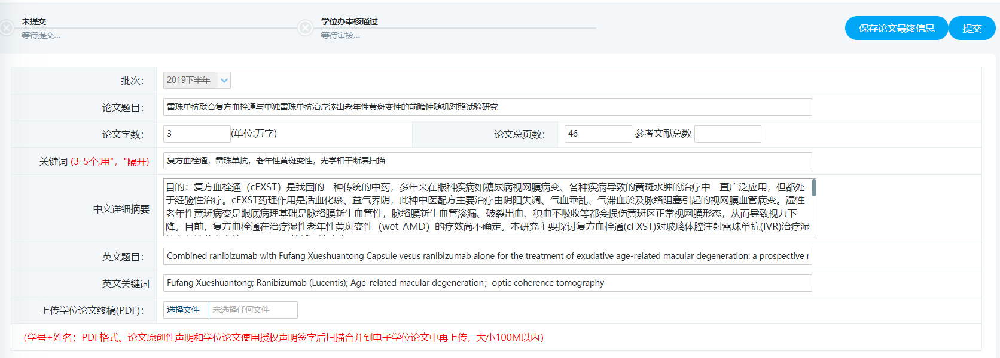 未提交
等待提交...
学位办审核通过
等待审核...
保存论文最终信息
提交
批次：
2019下半年
论文题目：
雷珠单抗联合复方血栓通与单独雷珠单抗治疗渗出老年性黄斑变性的前瞻性随机对照试验研究
论文字数：
3
(单位:万字)
论文总页数：
46
参考文献总数
关键词 (3-5个,用"，"隔开)
复方血栓通，雷珠单抗，老年性黄斑变性，光学相干断层扫描
中文详细摘要
目的：复方血栓通（cFXST）是我国的一种传统的中药，多年来在眼科疾病如糖尿病视网膜病变、各种疾病导致的黄斑水肿的治疗中一直广泛应用，但都处
于经验性治疗。cFXST药理作用是活血化瘀、益气养阴，此种中医配方主要治疗由阴阳失调、气血乖乱、气滞血於及脉络阻塞引起的视网膜血管病变。湿性
老年性黄斑病变是眼底病理基础是脉络膜新生血管性，脉络膜新生血管渗漏、破裂出血、积血不吸收等都会损伤黄斑区正常视网膜形态，从而导致视力下
降。目前，复方血栓通在治疗湿性老年性黄斑变性（wet-AMD）的疗效尚不确定。本研究主要探讨复方血栓通(cFXST)对玻璃体腔注射雷珠单抗(IVR)治疗湿
英文题目：
Combined ranibizumab with Fufang Xueshuantong Capsule vesus ranibizumab alone for the treatment of exudative age-related macular degeneration: a prospective r
英文关键词
Fufang Xueshuantong; Ranibizumab (Lucentis); Age-related macular degeneration；optic coherence tomography
上传学位论文终稿(PDF)：
选择文件
未选择任何文件
（学号+姓名；PDF格式。论文原创性声明和学位论文使用授权声明签字后扫描合并到电子学位论文中再上传，大小100M以内）